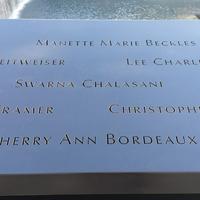 MANETTE MARIE BECKLES
EITWEISER LEE CHARL
SWARNA CHALASANI
RAMER CHRISTOPH
HERRY ANN BORDEAUX